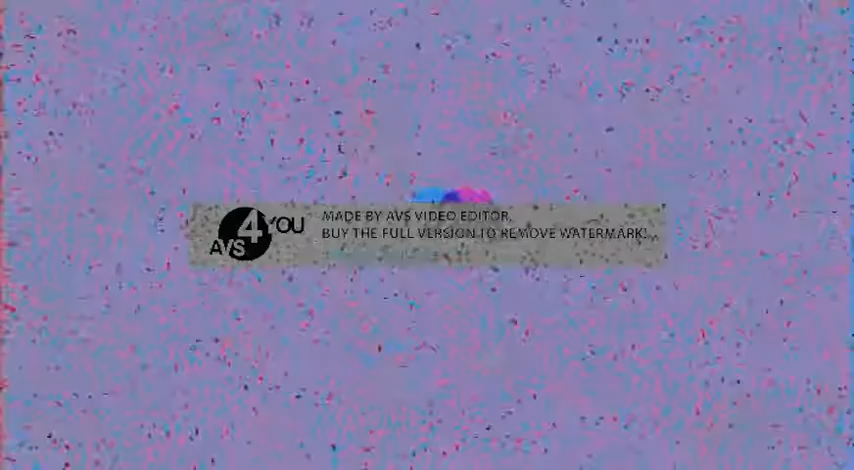 AVS4YOU
MADE BY AVS VIDEO EDITOR.
BUY THE FULL VERSION TO REMOVE WATERMARK!